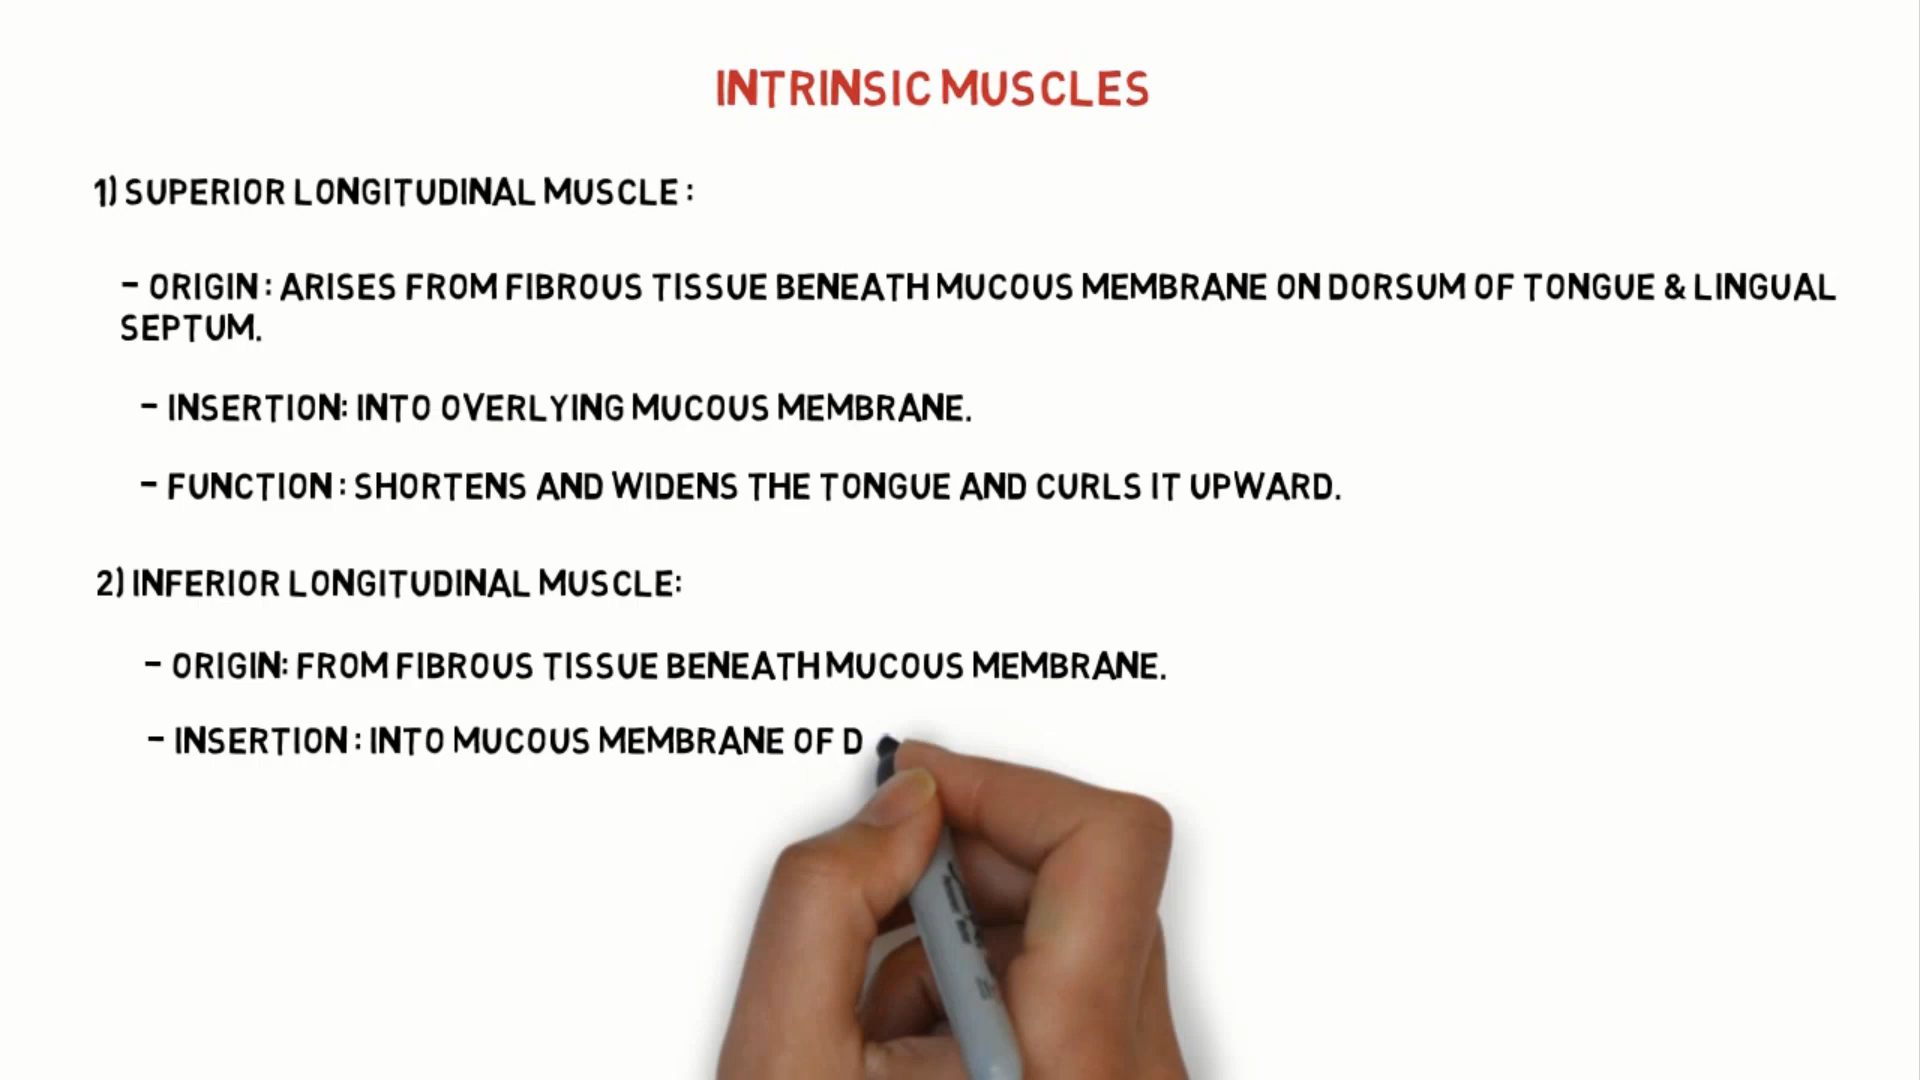 INTRINSIC MUSCLES
1) SUPERIOR LONGITUDINAL MUSCLE :
- ORIGIN : ARISES FROM FIBROUS TISSUE BENEATH MUCOUS MEMBRANE ON DORSUM OF TONGUE & LINGUAL
SEPTUM.
- INSERTION: INTO OVERLYING MUCOUS MEMBRANE.
- FUNCTION : SHORTENS AND WIDENS THE TONGUE AND CURLS IT UPWARD.
2) INFERIOR LONGITUDINAL MUSCLE:
- ORIGIN: FROM FIBROUS TISSUE BENEATH MUCOUS MEMBRANE.
- INSERTION : INTO MUCOUS MEMBRANE OF D